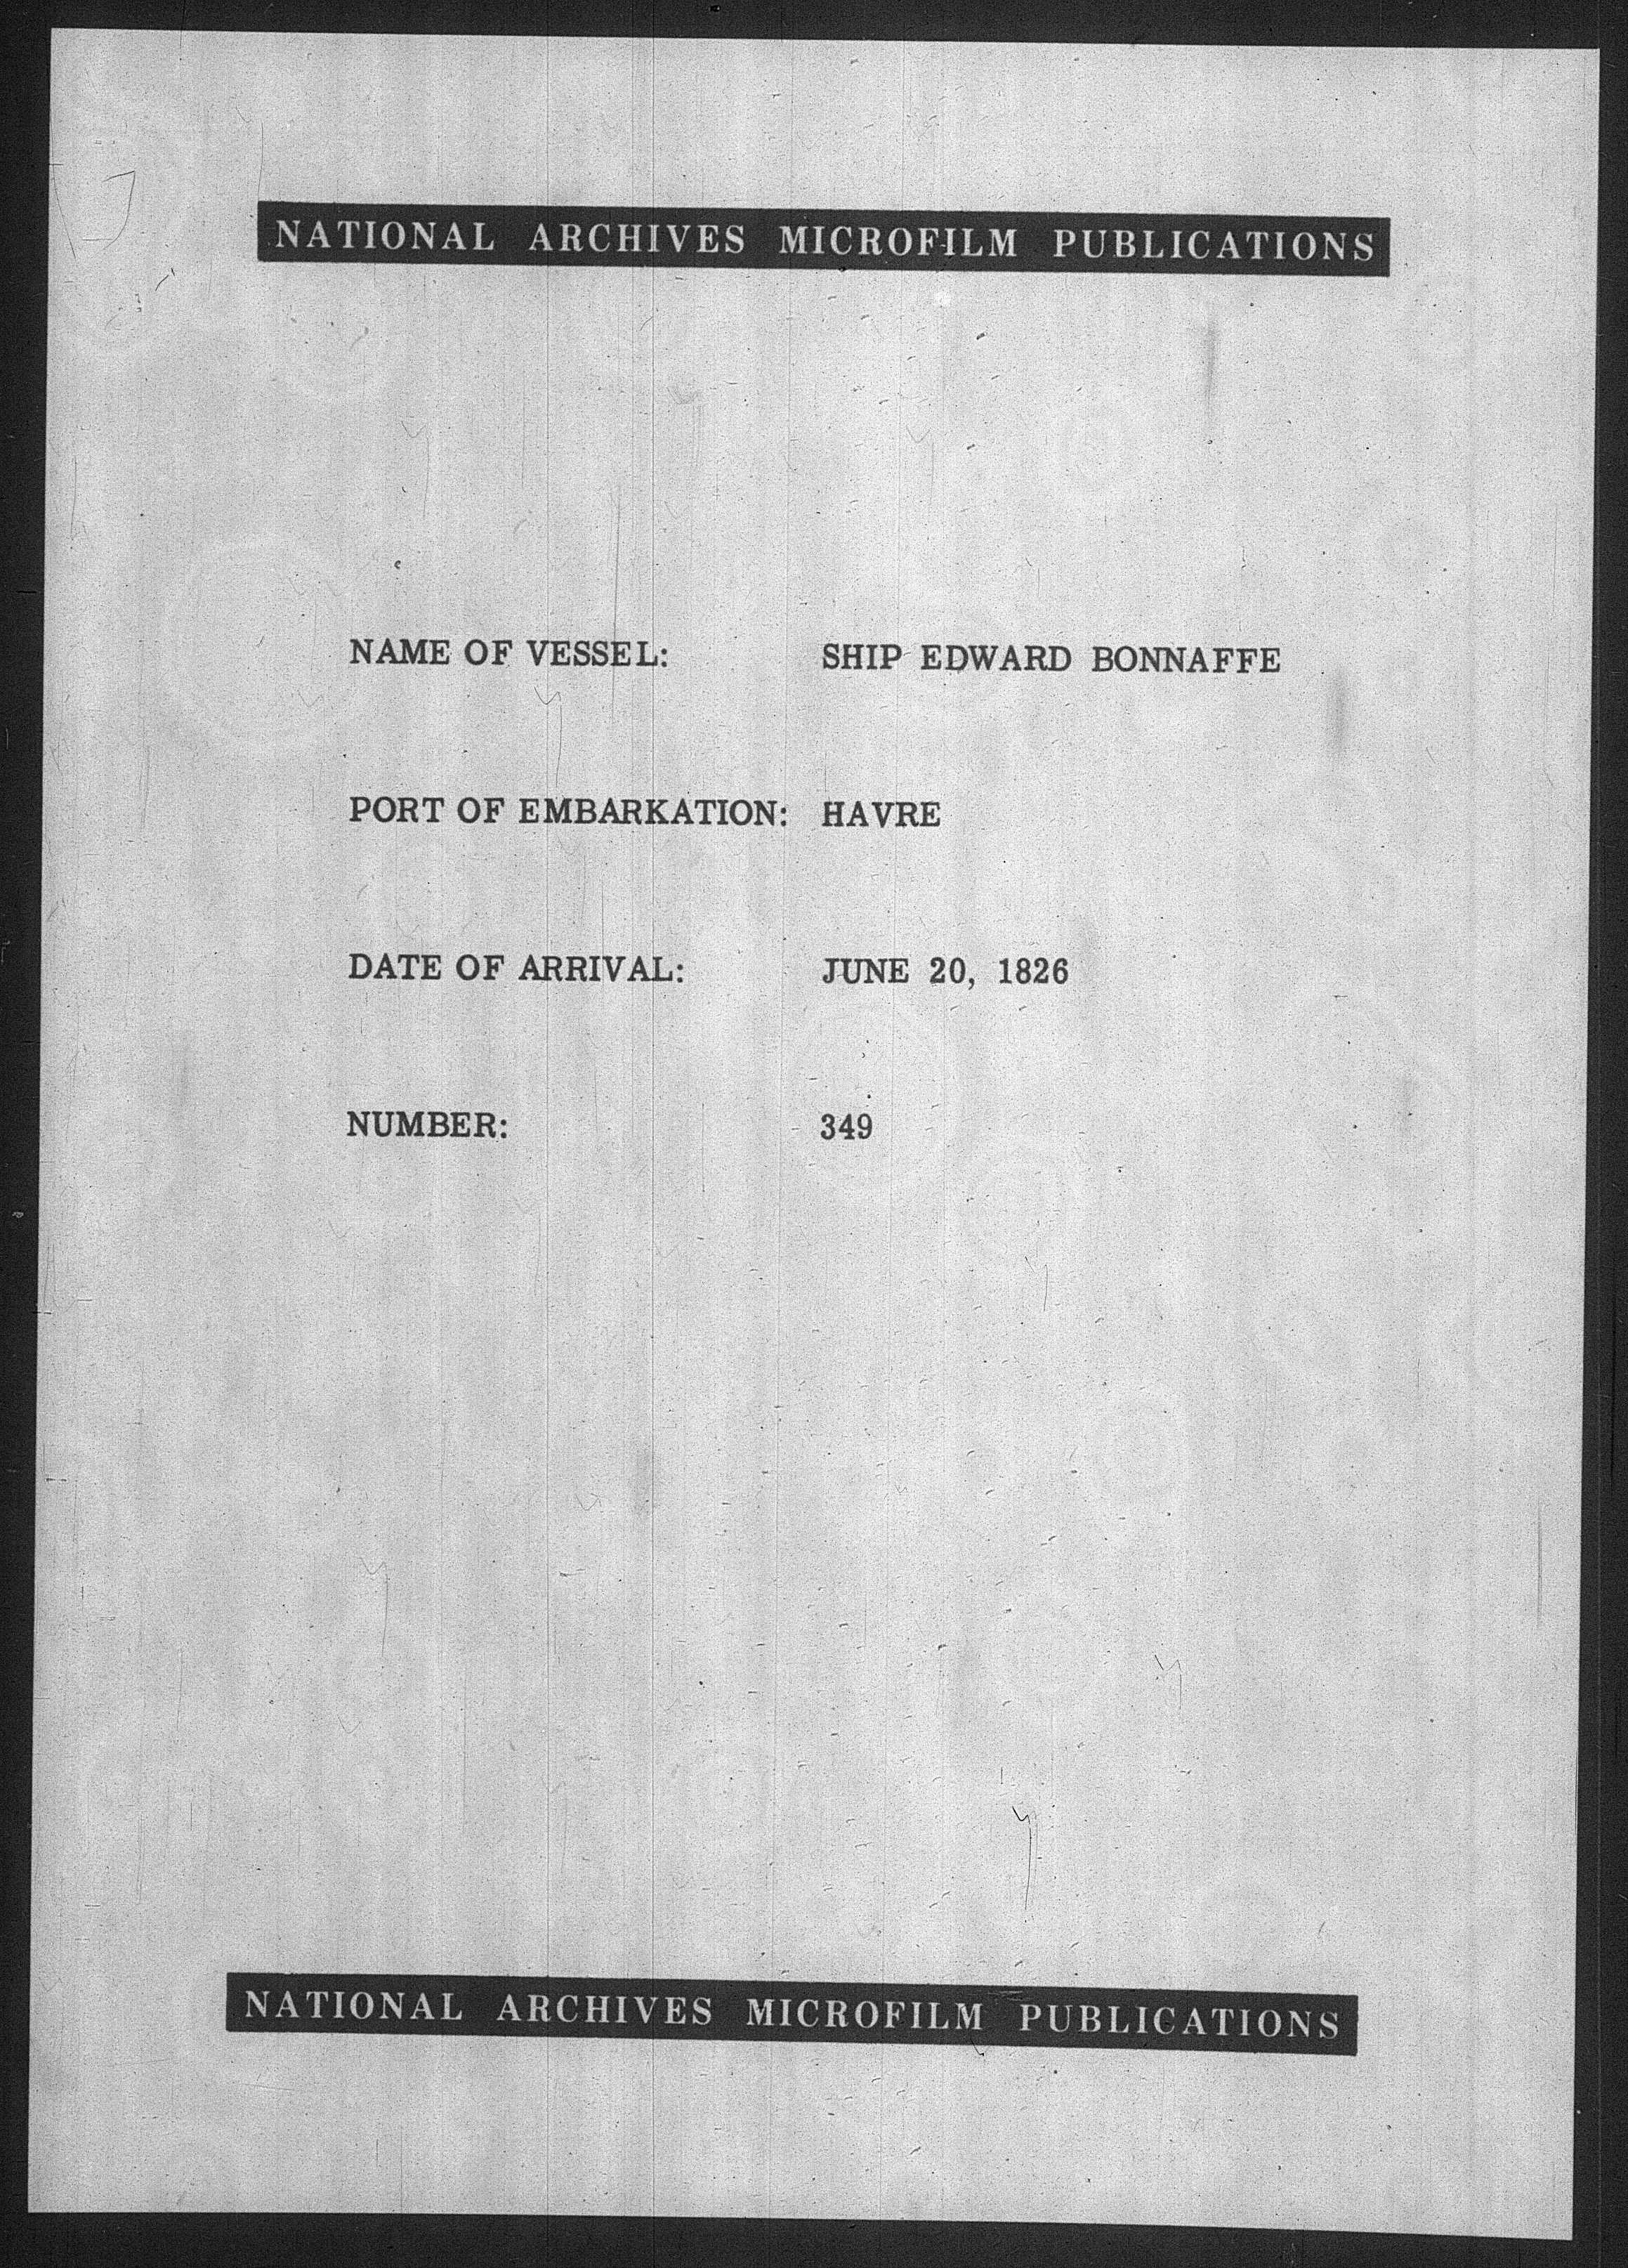 NATIONAL ARCHIVES MICROFILM PUBLICATIONS
NAME OF VESSEL: SHIP EDWARD BONNAFFE
PORT OF EMBARKATION: HAVRE
DATE OF ARRIVAL: JUNE 20, 1826
NUMBER: 349
NATIONAL ARCHIVES MICROFILM PUBLICATIONS